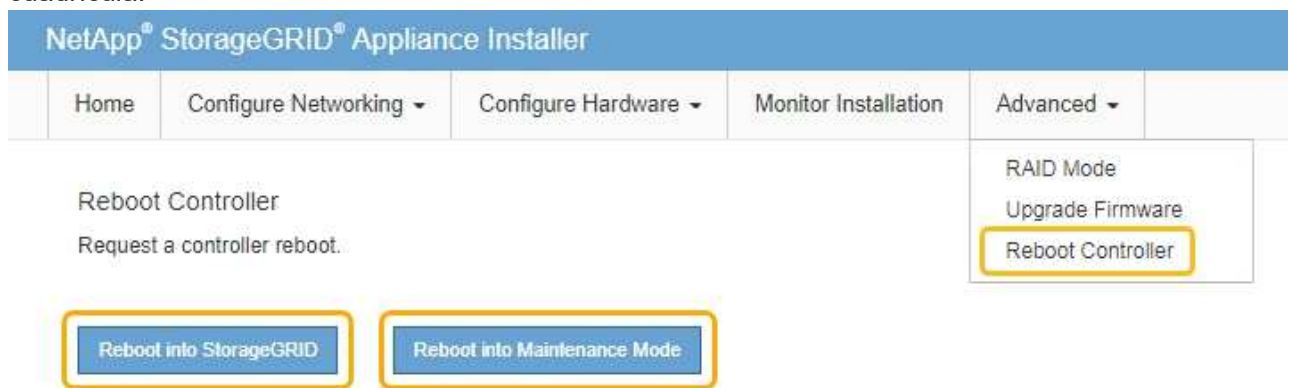 NetApp® StorageGRID® Appliance Installer
Home Configure Networking Configure Hardware Monitor Installation Advanced
RAID Mode
Upgrade Firmware
Reboot Controller
Reboot Controller
Request a controller reboot.
Reboot into StorageGRID Reboot into Maintenance Mode